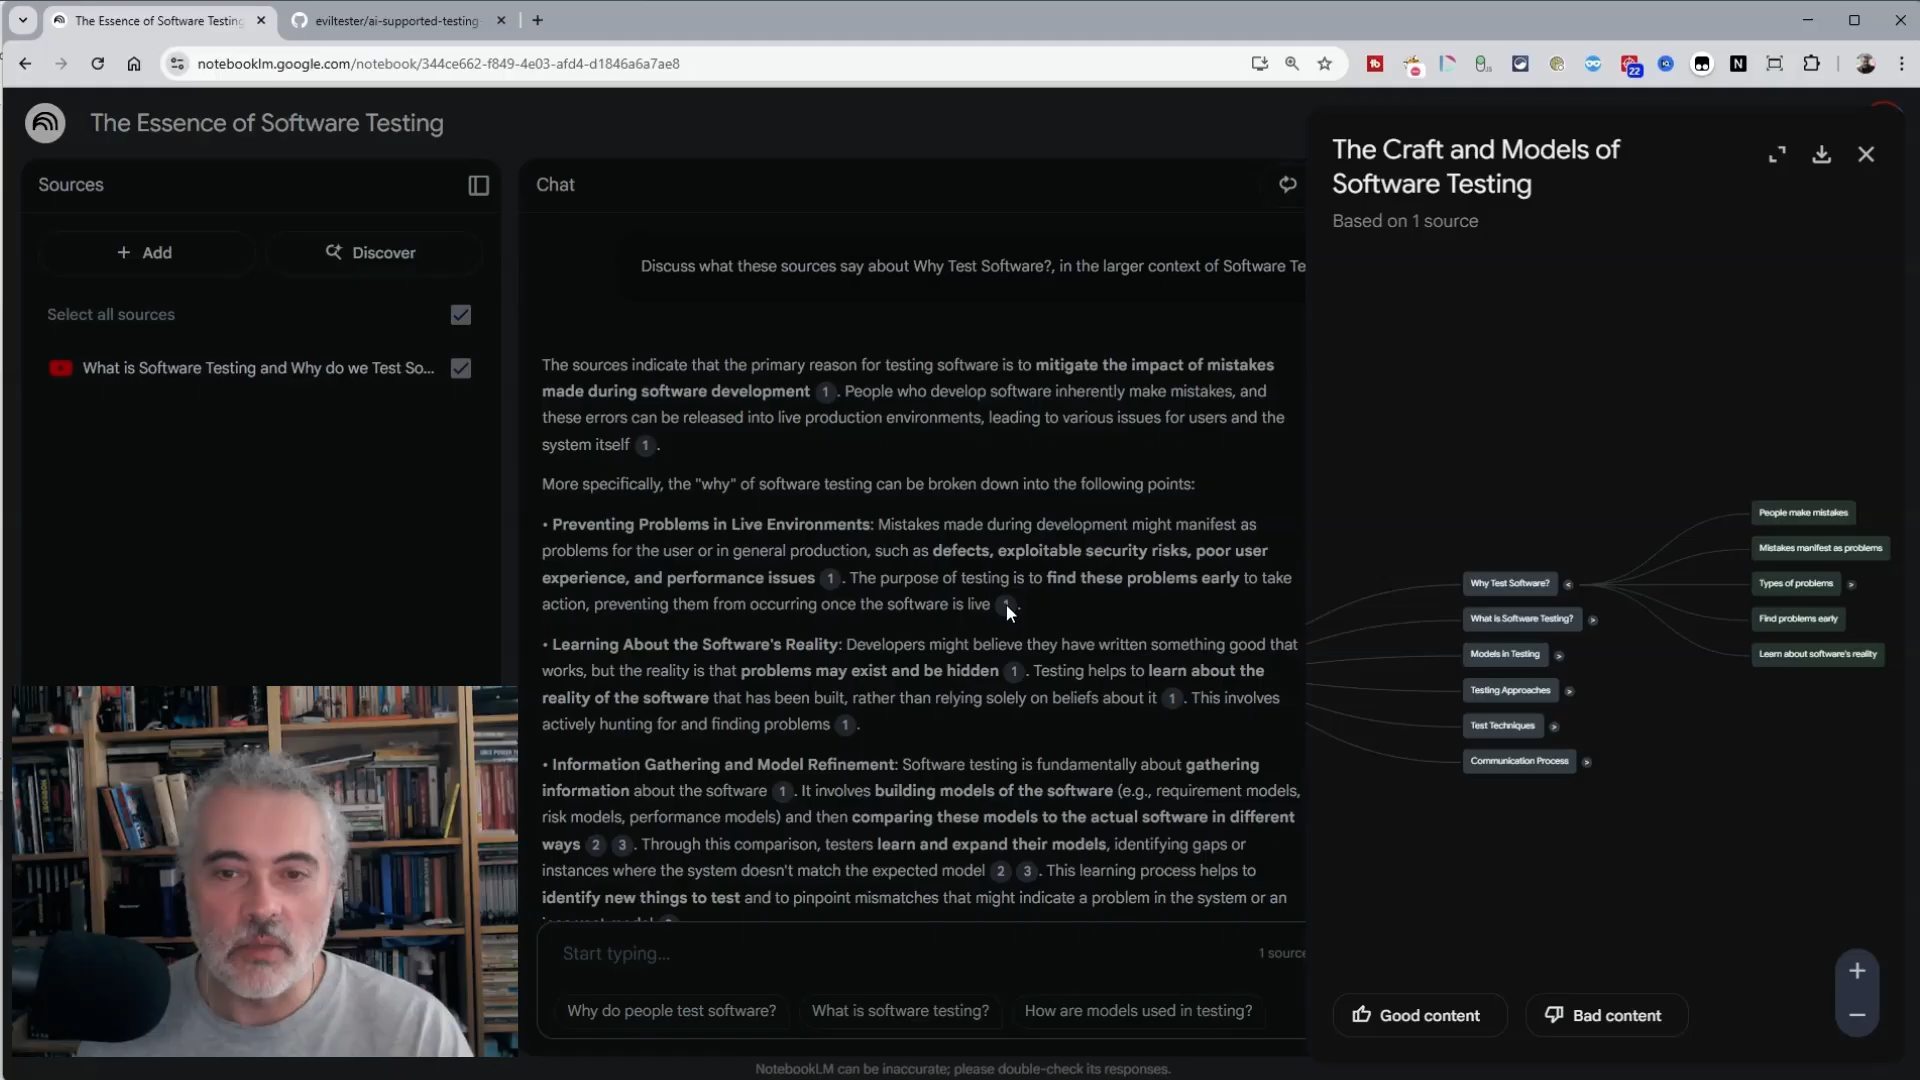 The Essence of Software Testing
eviltester/ai-supported-testing
notebooklm.google.com/notebook/344ce662-f849-4e03-afd4-d1846a6a7ae8
22
The Essence of Software Testing
Sources
Add
Discover
Select all sources
What is Software Testing and Why do we Test So...
Chat
Discuss what these sources say about Why Test Software?, in the larger context of Software Te
The sources indicate that the primary reason for testing software is to mitigate the impact of mistakes
made during software development 1. People who develop software inherently make mistakes, and
these errors can be released into live production environments, leading to various issues for users and the
system itself 1.
More specifically, the "why" of software testing can be broken down into the following points:
• Preventing Problems in Live Environments: Mistakes made during development might manifest as
problems for the user or in general production, such as defects, exploitable security risks, poor user
experience, and performance issues 1. The purpose of testing is to find these problems early to take
action, preventing them from occurring once the software is live
• Learning About the Software's Reality: Developers might believe they have written something good that
works, but the reality is that problems may exist and be hidden 1. Testing helps to learn about the
reality of the software that has been built, rather than relying solely on beliefs about it 1. This involves
actively hunting for and finding problems 1.
• Information Gathering and Model Refinement: Software testing is fundamentally about gathering
information about the software 1. It involves building models of the software (e.g., requirement models,
risk models, performance models) and then comparing these models to the actual software in different
ways 2 3. Through this comparison, testers learn and expand their models, identifying gaps or
instances where the system doesn't match the expected model 2 3. This learning process helps to
identify new things to test and to pinpoint mismatches that might indicate a problem in the system or an
Start typing...
1 source
Why do people test software?
What is software testing?
How are models used in testing?
NotebookLM can be inaccurate; please double-check its responses.
The Craft and Models of
Software Testing
Based on 1 source
Why Test Software?
What is Software Testing?
Models in Testing
Testing Approaches
Test Techniques
Communication Process
People make mistakes
Mistakes manifest as problems
Types of problems
Find problems early
Learn about software's reality
Good content
Bad content